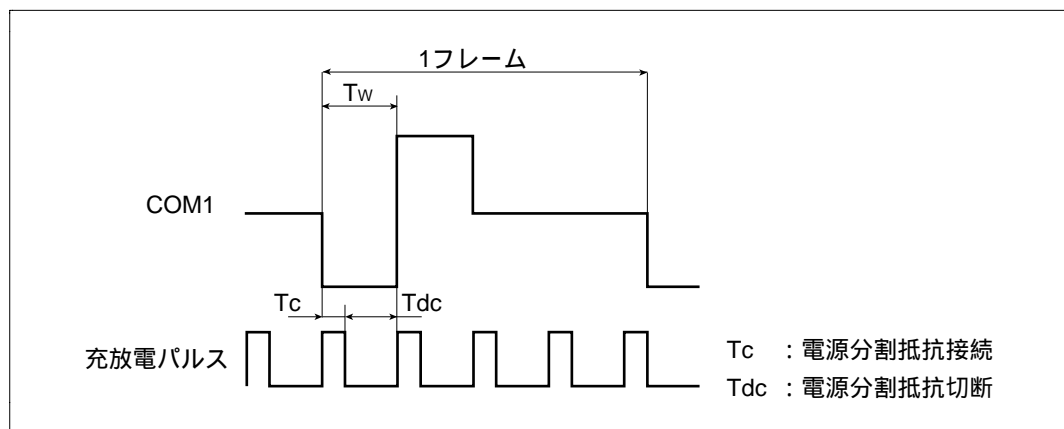 1フレーム
Tw
COM1
Tc
Tdc
充放電パルス
Tc ：電源分割抵抗接続
Tdc ：電源分割抵抗切断